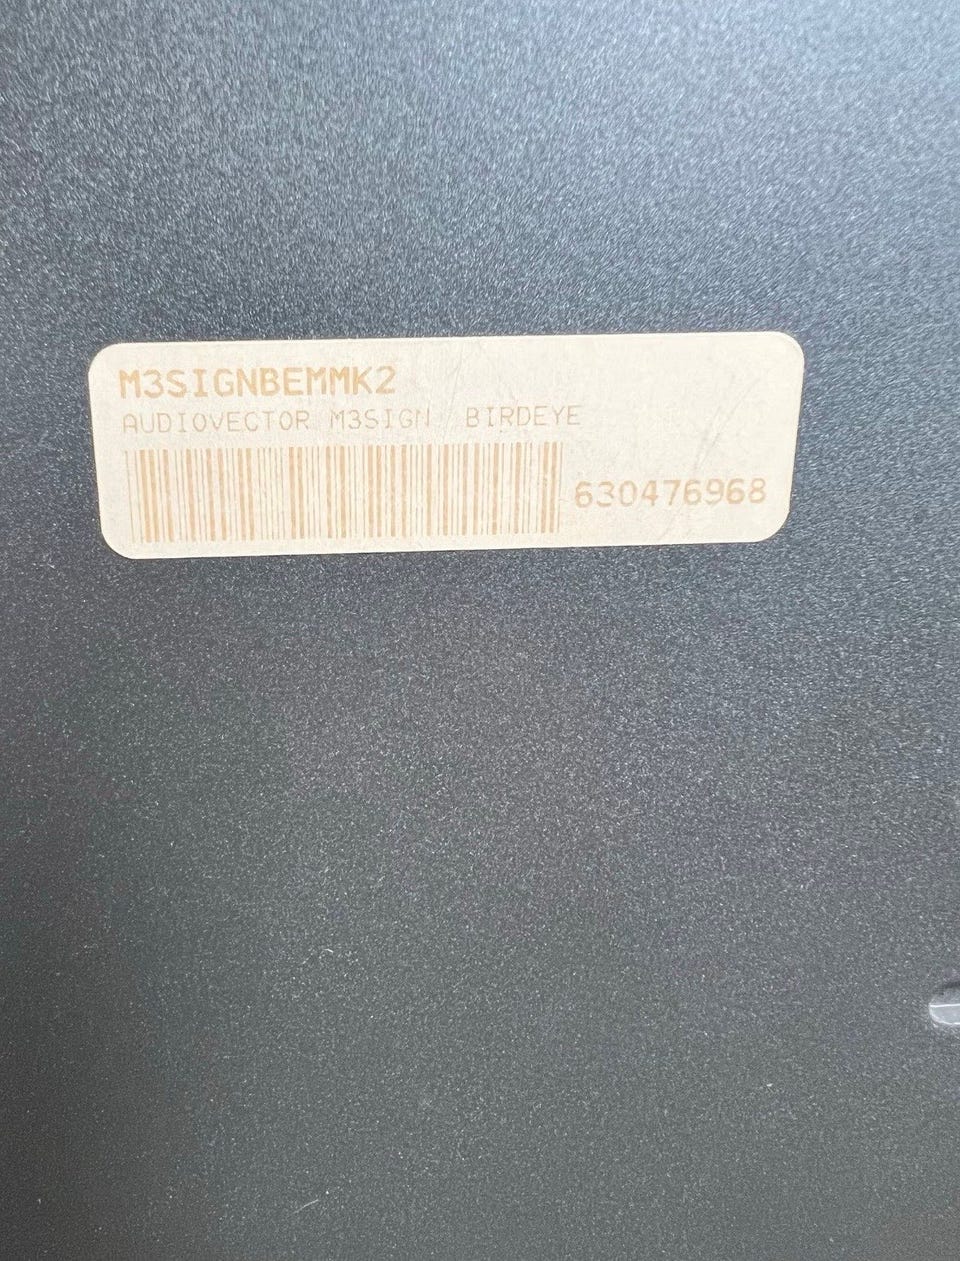 M3SIGNBEMMK2
AUDIOVECTOR M3SIGN BIRDEYE
630476968